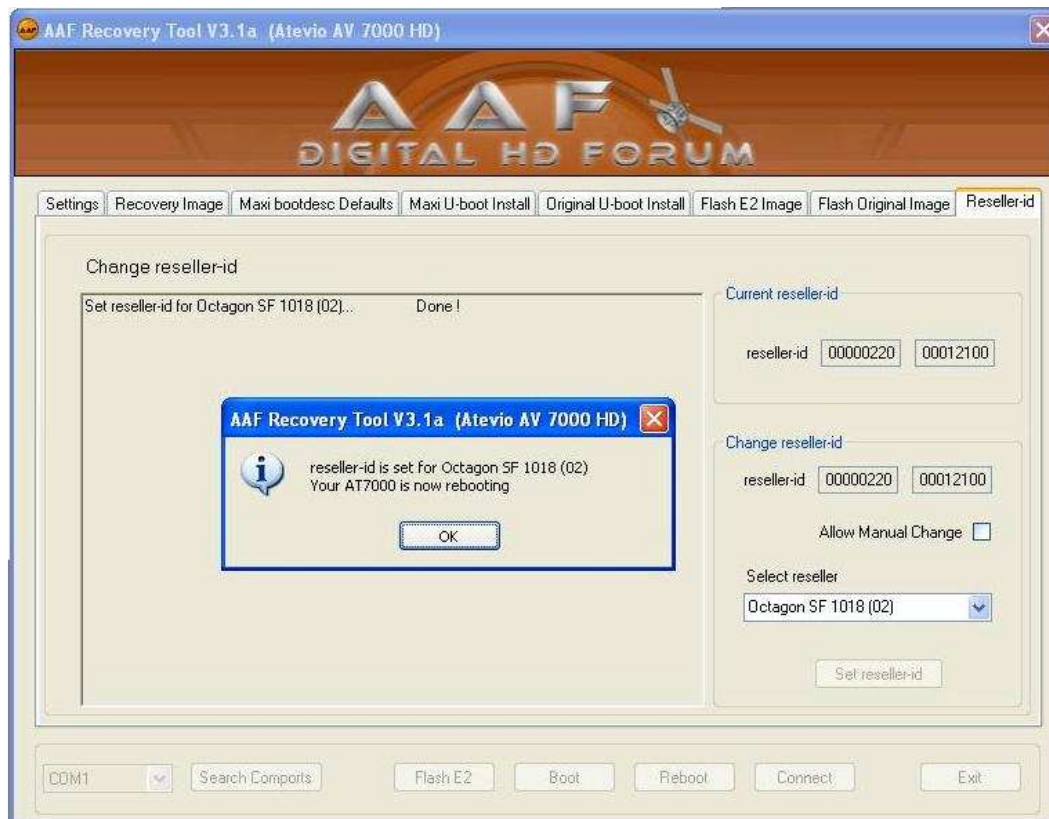 AAF Recovery Tool V3.1a (Atevio AV 7000 HD)
AAF
DIGITAL HD FORUM
Settings Recovery Image Maxi bootdesc Defaults Maxi U-boot Install Original U-boot Install Flash E2 Image Flash Original Image Reseller-id
Change reseller-id
Set reseller-id for Octagon SF 1018 (02)... Done !
Current reseller-id
reseller-id 00000220 00012100
AAF Recovery Tool V3.1a (Atevio AV 7000 HD)
reseller-id is set for Octagon SF 1018 (02)
Your AT7000 is now rebooting
OK
Change reseller-id
reseller-id 00000220 00012100
Allow Manual Change
Select reseller
Octagon SF 1018 (02)
Set reseller-id
COM1 Search Comports Flash E2 Boot Reboot Connect Exit